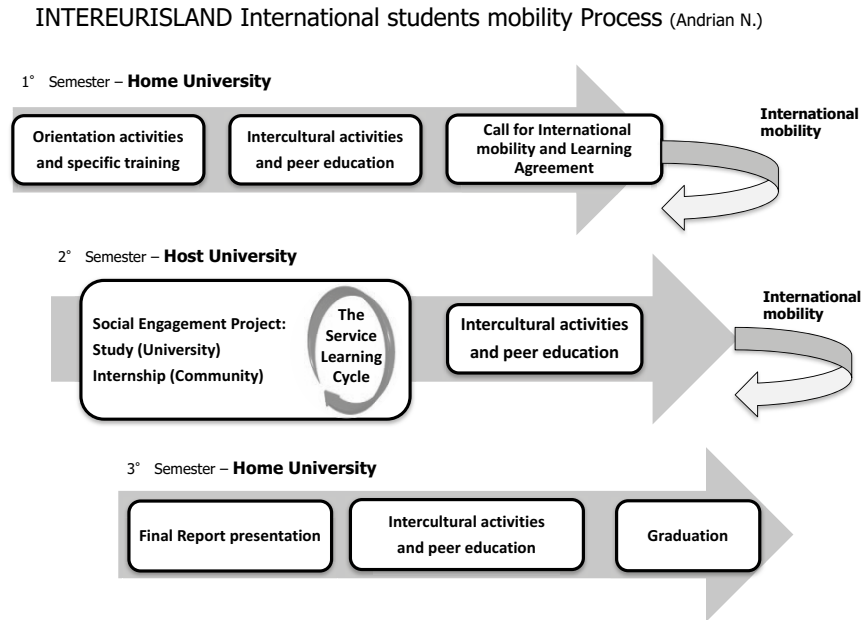 INTEREURISLAND International students mobility Process (Andrian N.)
1° Semester – Home University
Orientation activities
and specific training
Intercultural activities
and peer education
Call for International
mobility and Learning
Agreement
International
mobility
2° Semester – Host University
Social Engagement Project:
Study (University)
Internship (Community)
The
Service
Learning
Cycle
Intercultural activities
and peer education
International
mobility
3° Semester – Home University
Final Report presentation
Intercultural activities
and peer education
Graduation